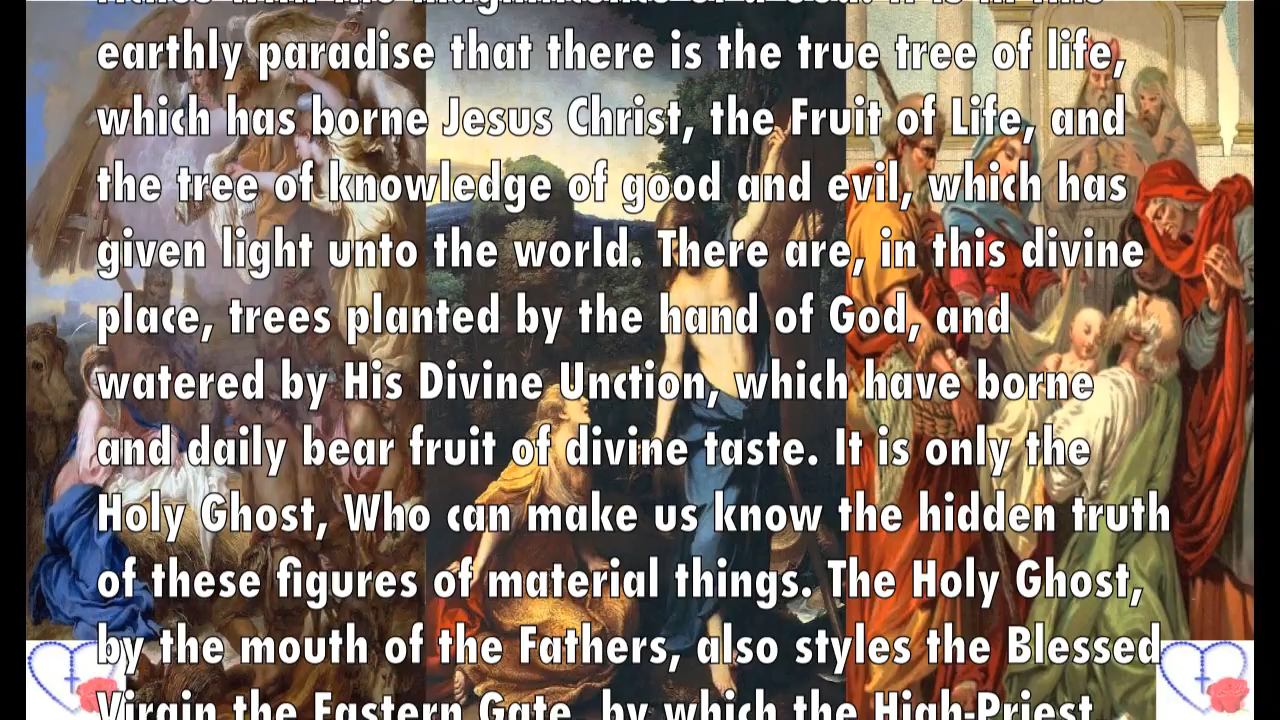 earthly paradise that there is the true tree of life,
which has borne Jesus Christ, the Fruit of Life, and
the tree of knowledge of good and evil, which has
given light unto the world. There are, in this divine
place, trees planted by the hand of God, and
watered by His Divine Unction, which have borne
and daily bear fruit of divine taste. It is only the
Holy Ghost, Who can make us know the hidden truth
of these figures of material things. The Holy Ghost,
by the mouth of the Fathers, also styles the Blessed
Virgin the Eastern Gate, by which the High-Priest